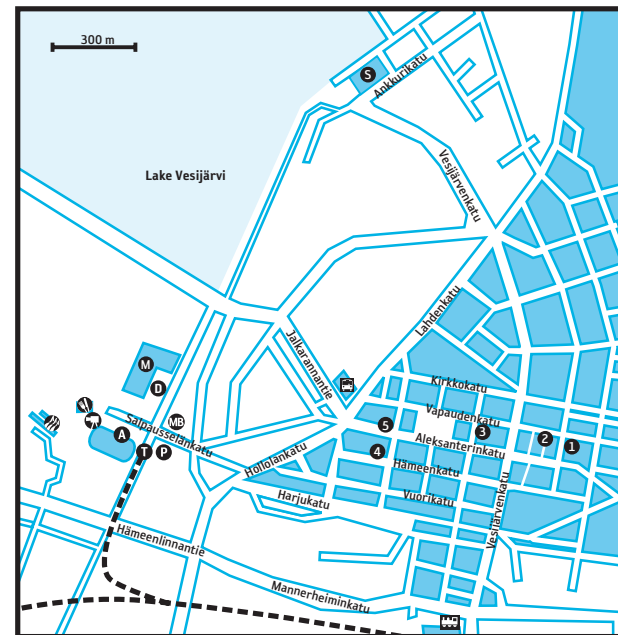 300 m
S
Ankkurikatu
Lake Vesijärvi
Vesijärvenkatu
Lahdenkatu
Jalkarannantie
M
D
Kirkkokatu
Vapaudenkatu
MB
Salpausselänkatu
A
5
3
2
1
Aleksanterinkatu
T
P
4
Hollolankatu
Hämeenkatu
Harjukatu
Vuorikatu
Vesijärvenkatu
Hämeenlinnantie
Mannerheiminkatu